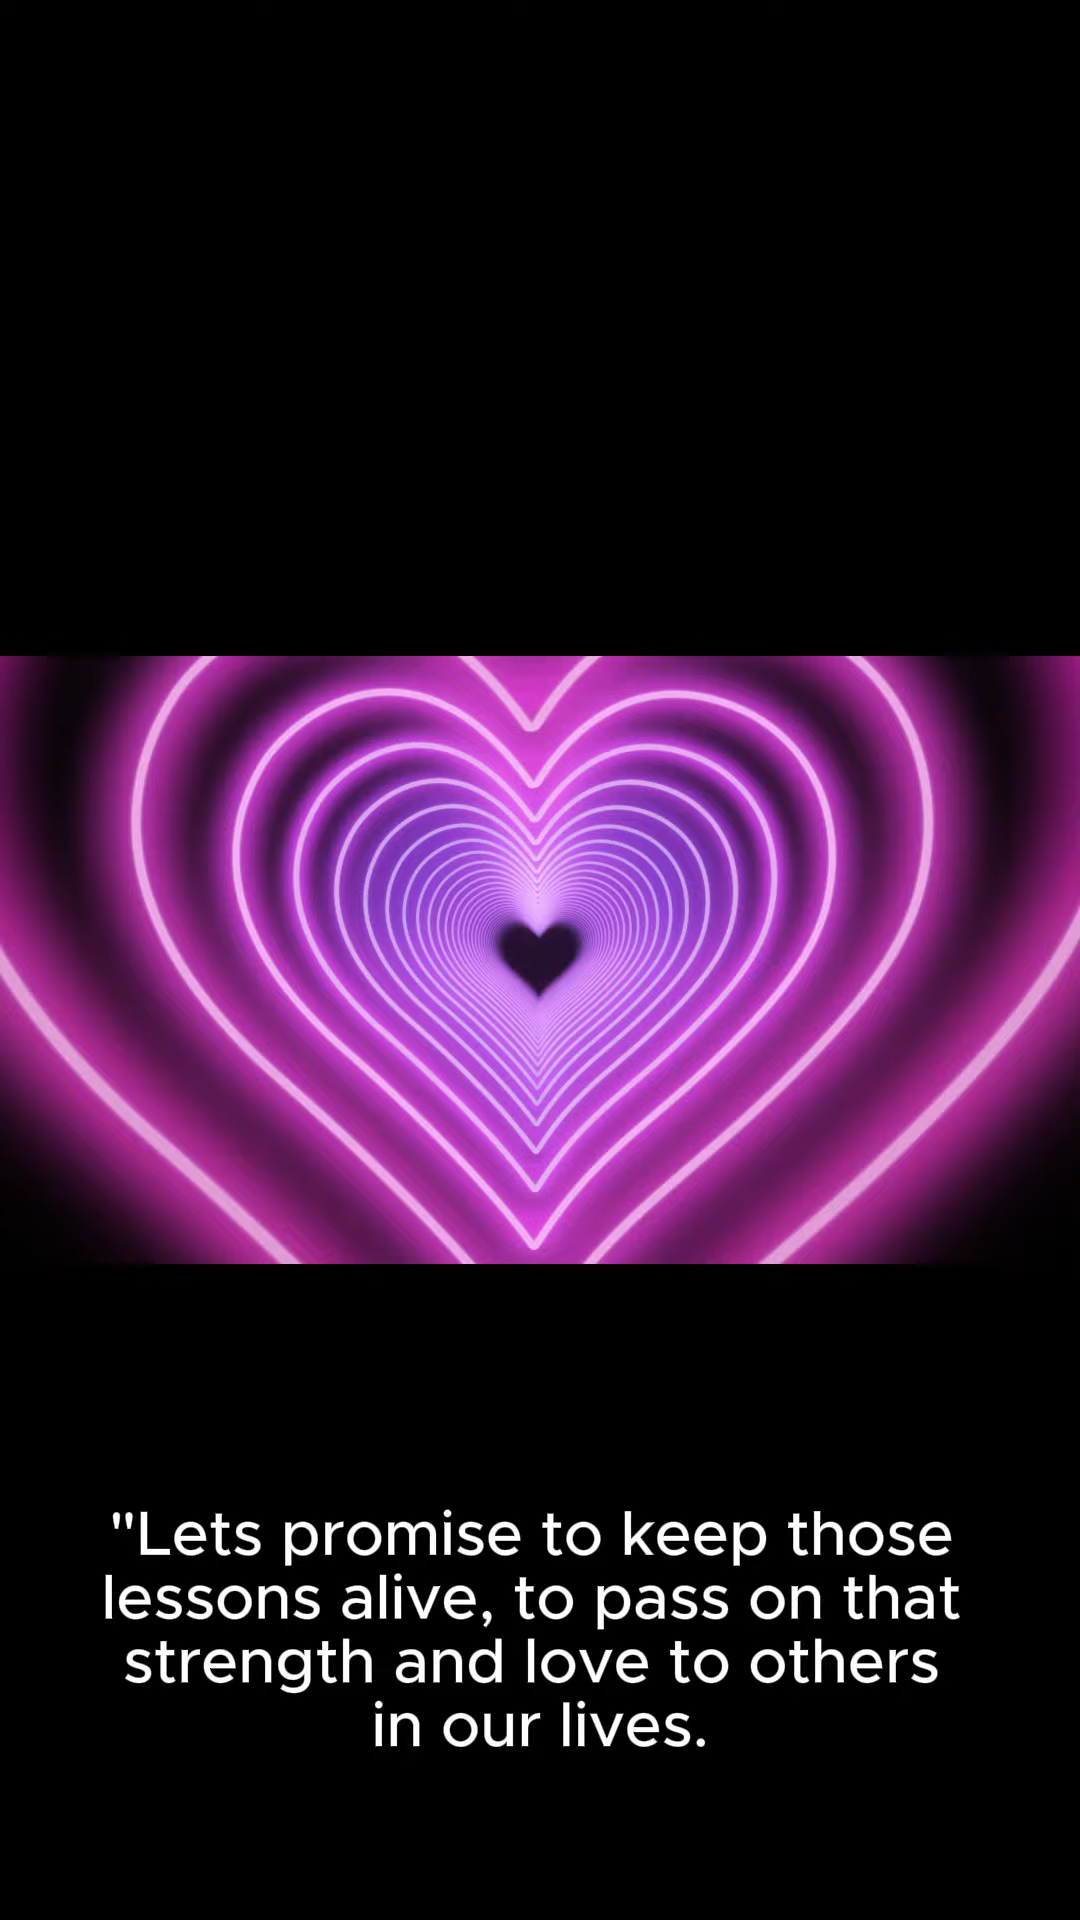 "Lets promise to keep those
lessons alive, to pass on that
strength and love to others
in our lives.